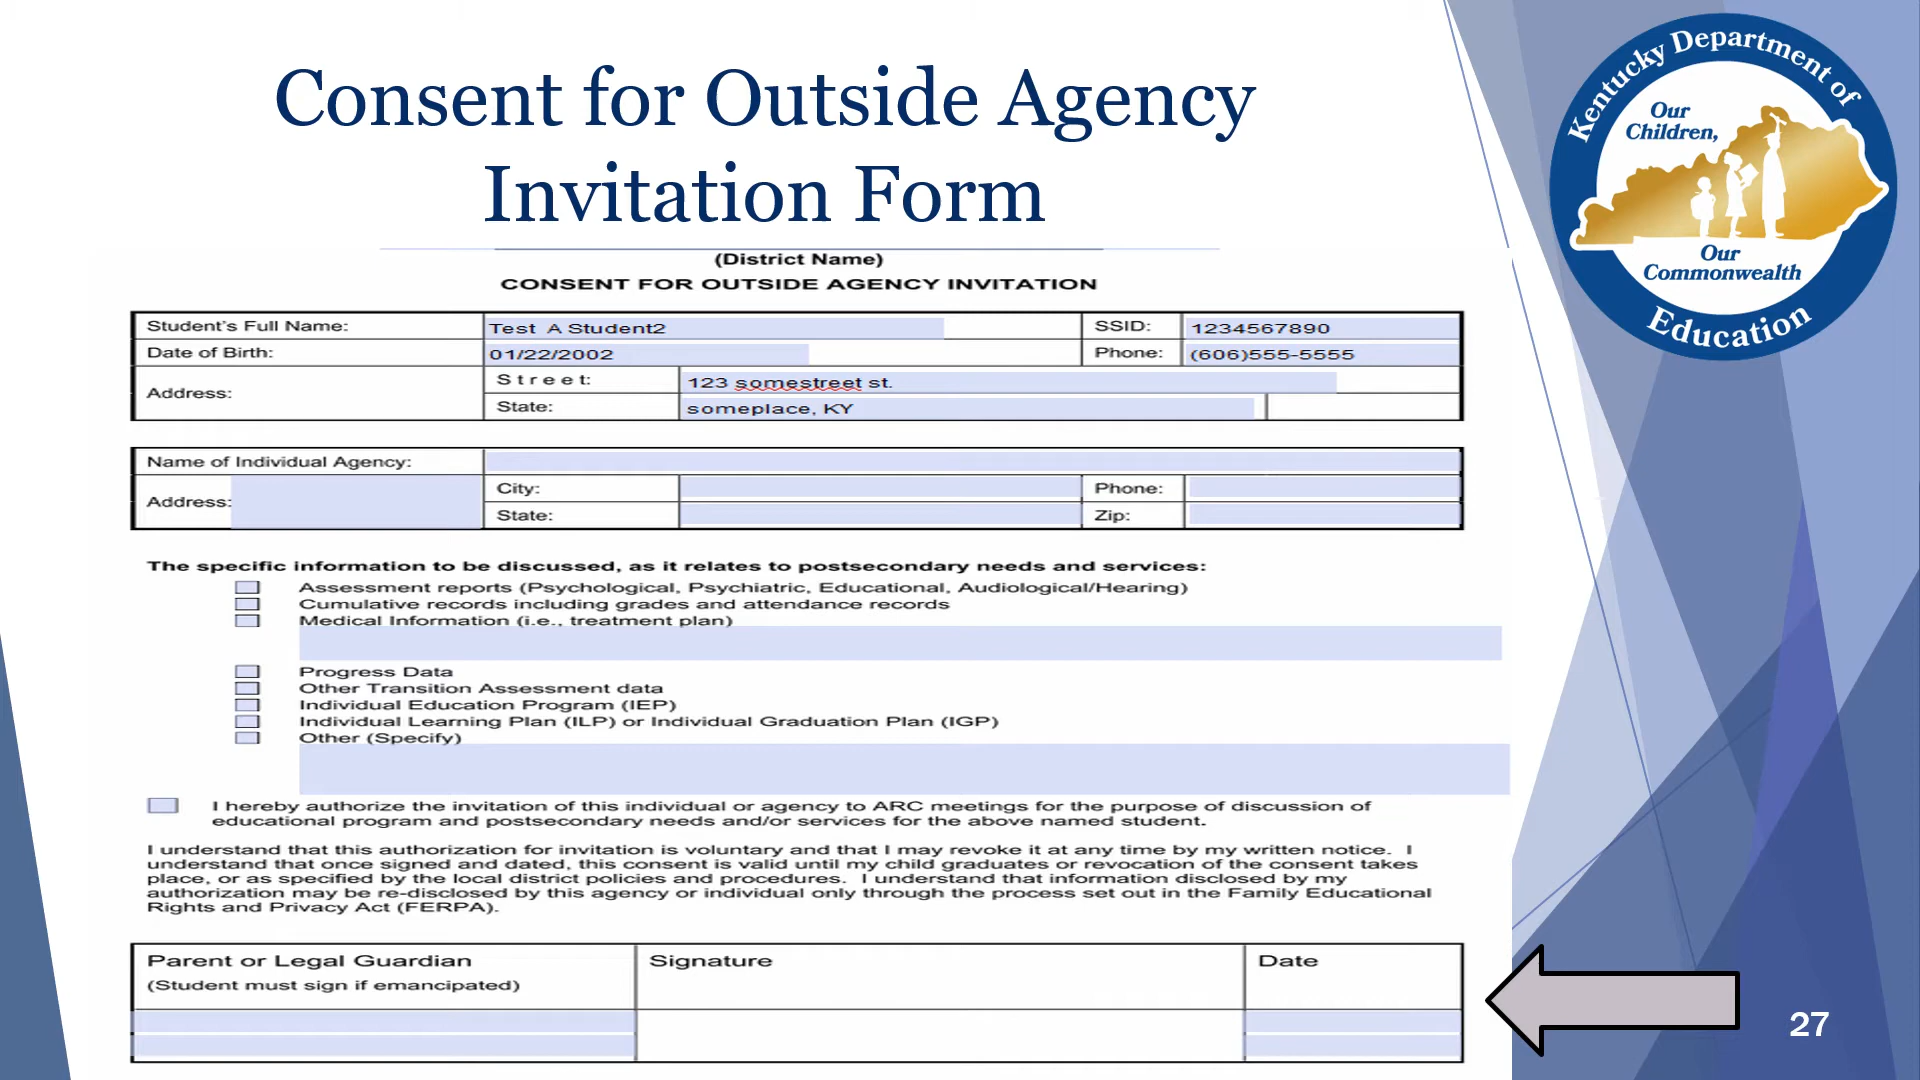 Consent for Outside Agency
Invitation Form
Kentucky Department of
Education
Our
Children,
Our
Commonwealth
(District Name)
CONSENT FOR OUTSIDE AGENCY INVITATION
Student's Full Name: Test A Student2 SSID: 1234567890
Date of Birth: 01/22/2002 Phone: (606)555-5555
Address: Street: 123 somestreet st.
State: someplace, KY
Name of Individual Agency:
Address: City: Phone:
State: Zip:
The specific information to be discussed, as it relates to postsecondary needs and services:
Assessment reports (Psychological, Psychiatric, Educational, Audiological/Hearing)
Cumulative records including grades and attendance records
Medical Information (i.e., treatment plan)
Progress Data
Other Transition Assessment data
Individual Education Program (IEP)
Individual Learning Plan (ILP) or Individual Graduation Plan (IGP)
Other (Specify)
I hereby authorize the invitation of this individual or agency to ARC meetings for the purpose of discussion of
educational program and postsecondary needs and/or services for the above named student.
I understand that this authorization for invitation is voluntary and that I may revoke it at any time by my written notice. I
understand that once signed and dated, this consent is valid until my child graduates or revocation of the consent takes
place, or as specified by the local district policies and procedures. I understand that information disclosed by my
authorization may be re-disclosed by this agency or individual only through the process set out in the Family Educational
Rights and Privacy Act (FERPA).
Parent or Legal Guardian Signature Date
(Student must sign if emancipated)
27